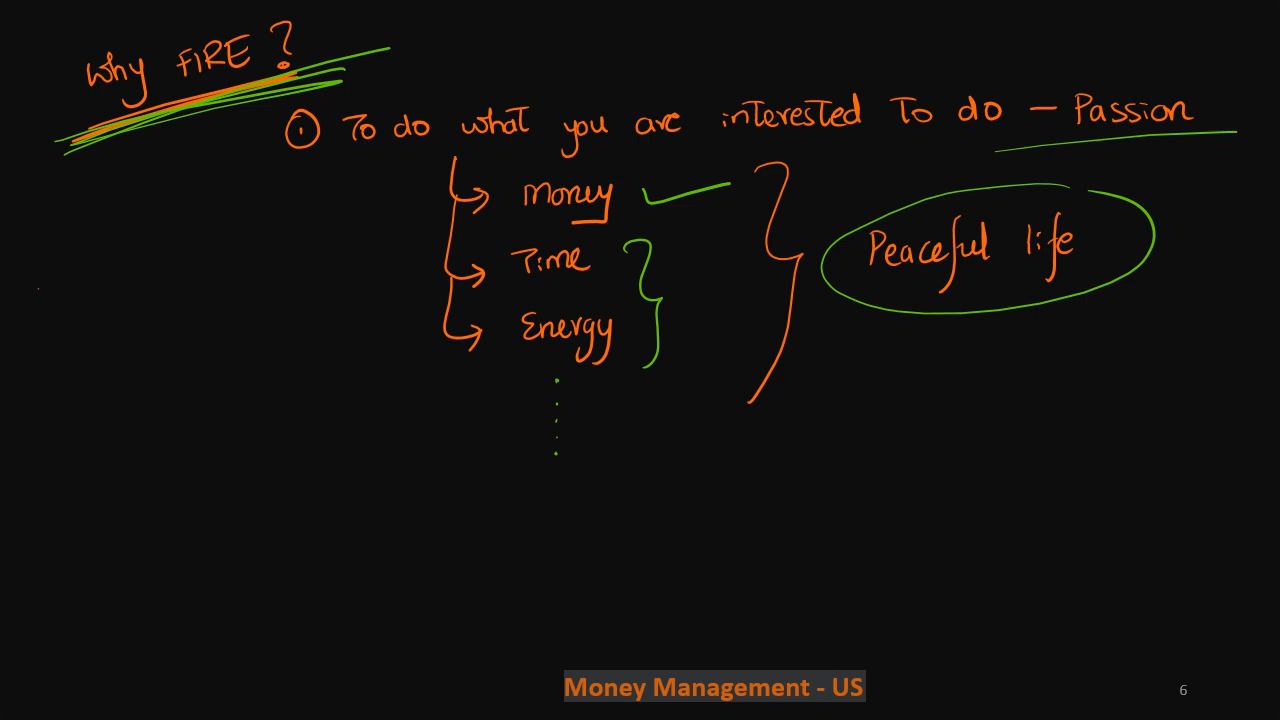 Why FIRE?
① To do what you are interested To do - Passion
Money
Time
Energy
Peaceful life
Money Management - US
6